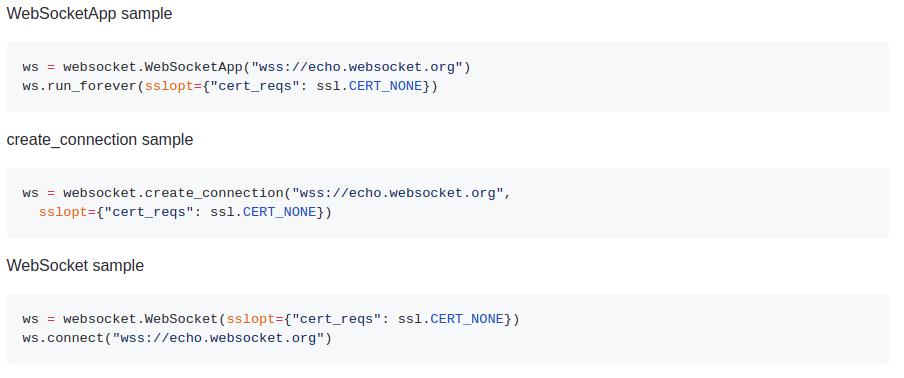 WebSocketApp sample
ws = websocket.WebSocketApp("wss://echo.websocket.org")
ws.run_forever(sslopt={"cert_reqs": ssl.CERT_NONE})
create_connection sample
ws = websocket.create_connection("wss://echo.websocket.org",
  sslopt={"cert_reqs": ssl.CERT_NONE})
WebSocket sample
ws = websocket.WebSocket(sslopt={"cert_reqs": ssl.CERT_NONE})
ws.connect("wss://echo.websocket.org")